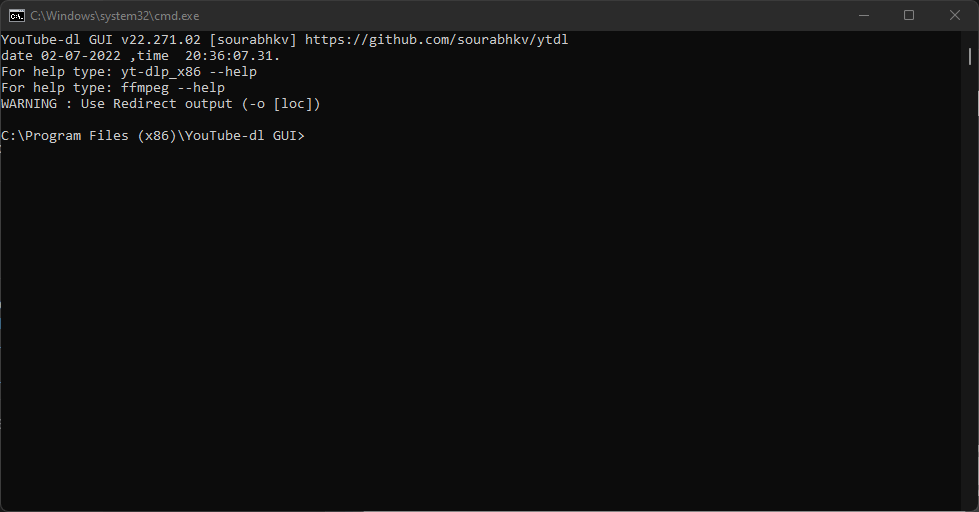 C:\Windows\system32\cmd.exe
YouTube-dl GUI v22.271.02 [sourabhkv] https://github.com/sourabhkv/ytdl
date 02-07-2022 ,time  20:36:07.31.
For help type: yt-dlp_x86 --help
For help type: ffmpeg --help
WARNING : Use Redirect output (-o [loc])
C:\Program Files (x86)\YouTube-dl GUI>